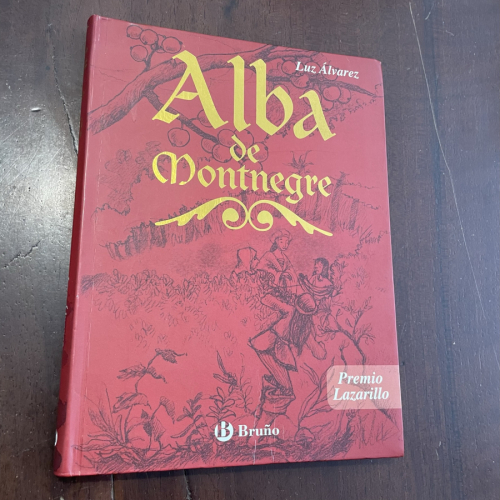 Luz Álvarez
Alba
de
Montnegre
Premio
Lazarillo
B Bruño